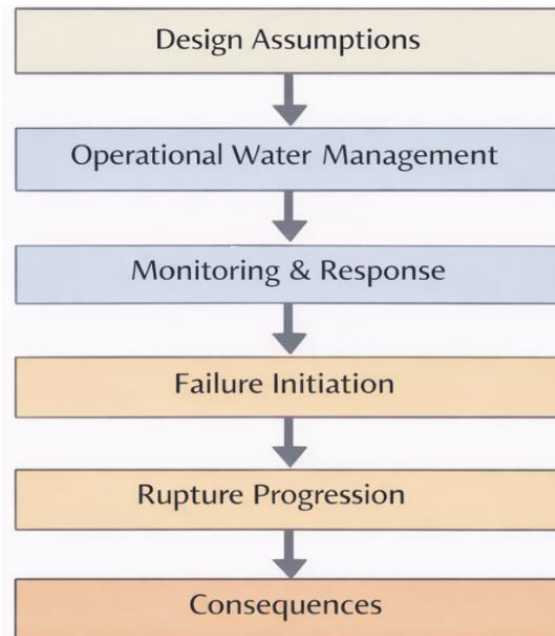 Design Assumptions
Operational Water Management
Monitoring & Response
Failure Initiation
Rupture Progression
Consequences